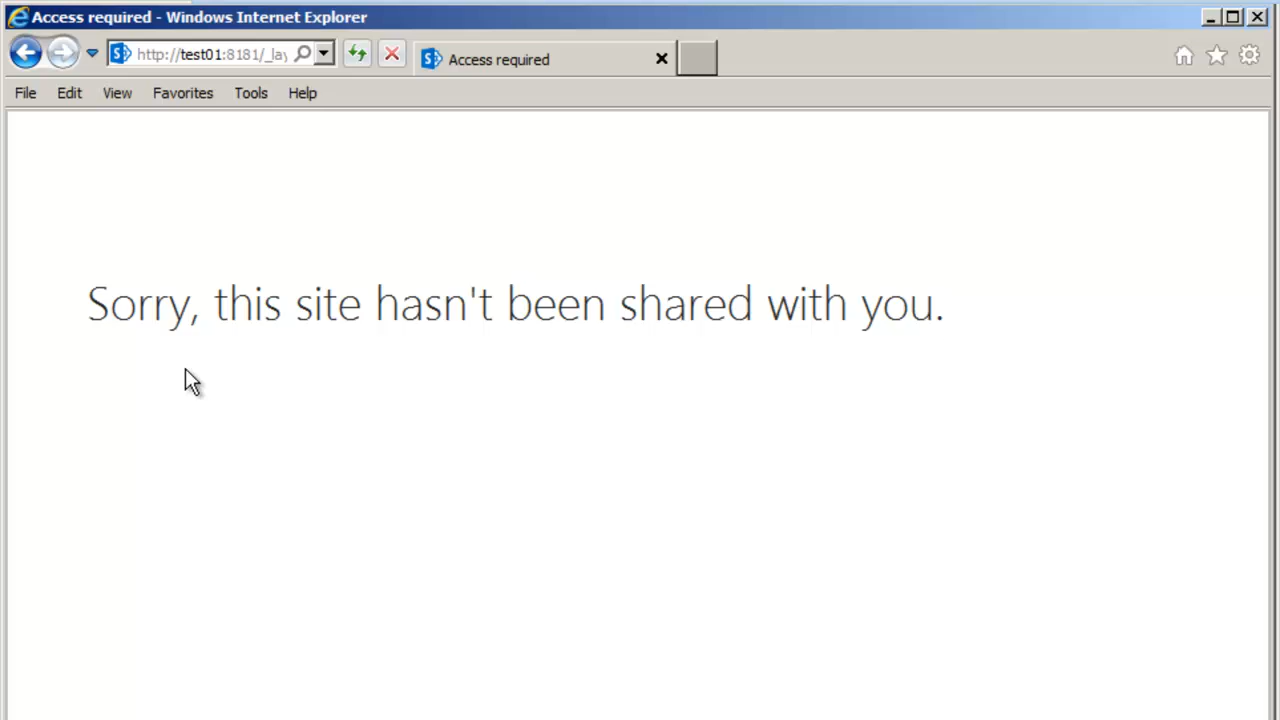 Access required - Windows Internet Explorer
http://test01:8181/_lay
Access required
File Edit View Favorites Tools Help
Sorry, this site hasn't been shared with you.